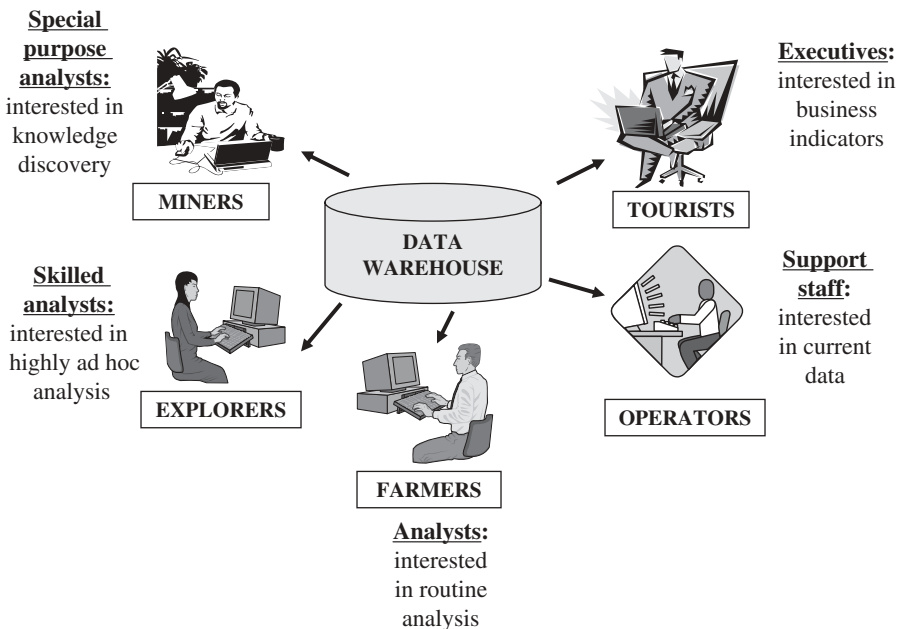 Special
purpose
analysts:
interested in
knowledge
discovery
MINERS
Executives:
interested in
business
indicators
TOURISTS
DATA
WAREHOUSE
Skilled
analysts:
interested in
highly ad hoc
analysis
EXPLORERS
Support
staff:
interested
in current
data
OPERATORS
FARMERS
Analysts:
interested
in routine
analysis